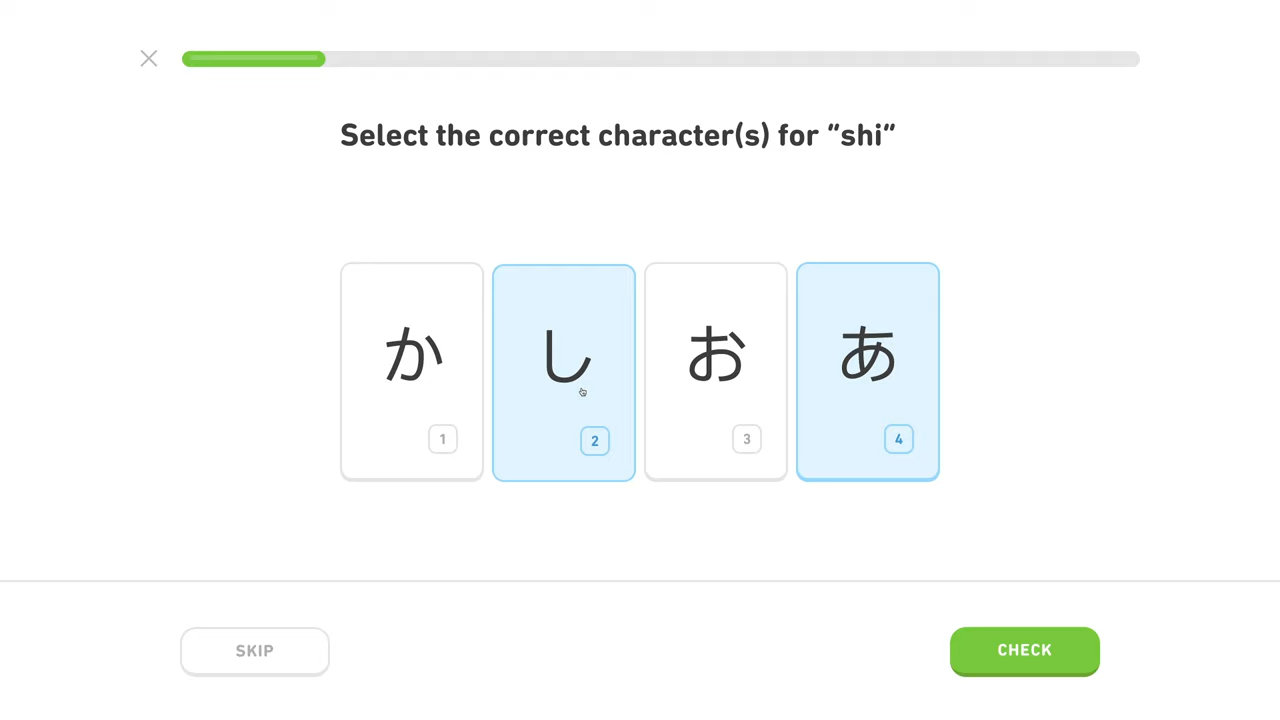 Select the correct character(s) for “shi”
か し お あ
1 2 3 4
SKIP CHECK